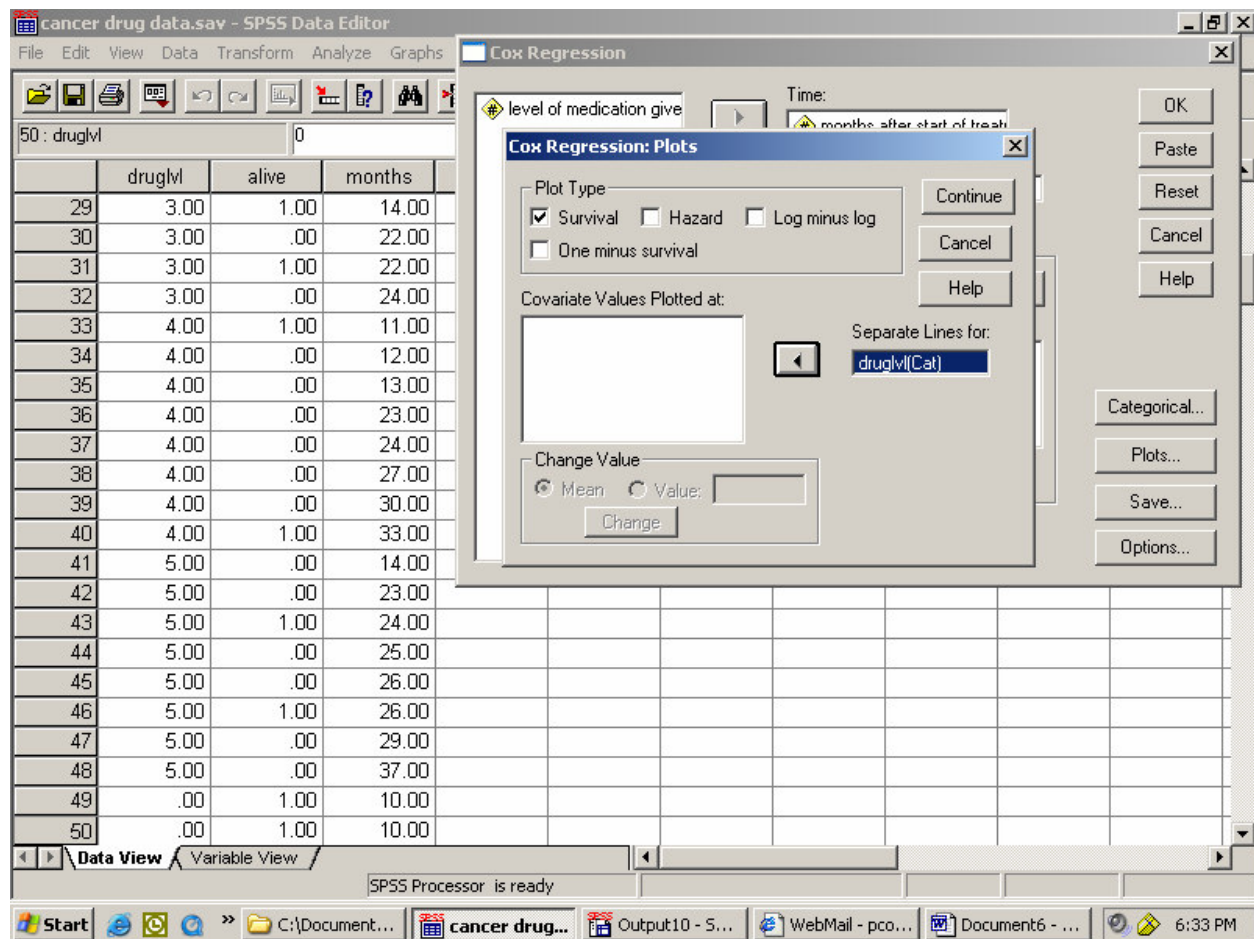 cancer drug data.sav - SPSS Data Editor
File Edit View Data Transform Analyze Graphs
50 : druglvl 0
druglvl alive months
29 3.00 1.00 14.00
30 3.00 .00 22.00
31 3.00 1.00 22.00
32 3.00 .00 24.00
33 4.00 1.00 11.00
34 4.00 .00 12.00
35 4.00 .00 13.00
36 4.00 .00 23.00
37 4.00 .00 24.00
38 4.00 .00 27.00
39 4.00 .00 30.00
40 4.00 1.00 33.00
41 5.00 .00 14.00
42 5.00 .00 23.00
43 5.00 1.00 24.00
44 5.00 .00 25.00
45 5.00 .00 26.00
46 5.00 1.00 26.00
47 5.00 .00 29.00
48 5.00 .00 37.00
49 .00 1.00 10.00
50 .00 1.00 10.00
Cox Regression
level of medication give
Time:
months after start of treat
OK
Paste
Reset
Cancel
Help
Categorical...
Plots...
Save...
Options...
Cox Regression: Plots
Plot Type
Survival Hazard Log minus log
One minus survival
Continue
Cancel
Help
Covariate Values Plotted at:
Separate Lines for:
druglvl(Cat)
Change Value
Mean Value:
Change
Data View Variable View
SPSS Processor is ready
Start » C:\Document... cancer drug... Output10 - S... WebMail - pco... Document6 - ... 6:33 PM